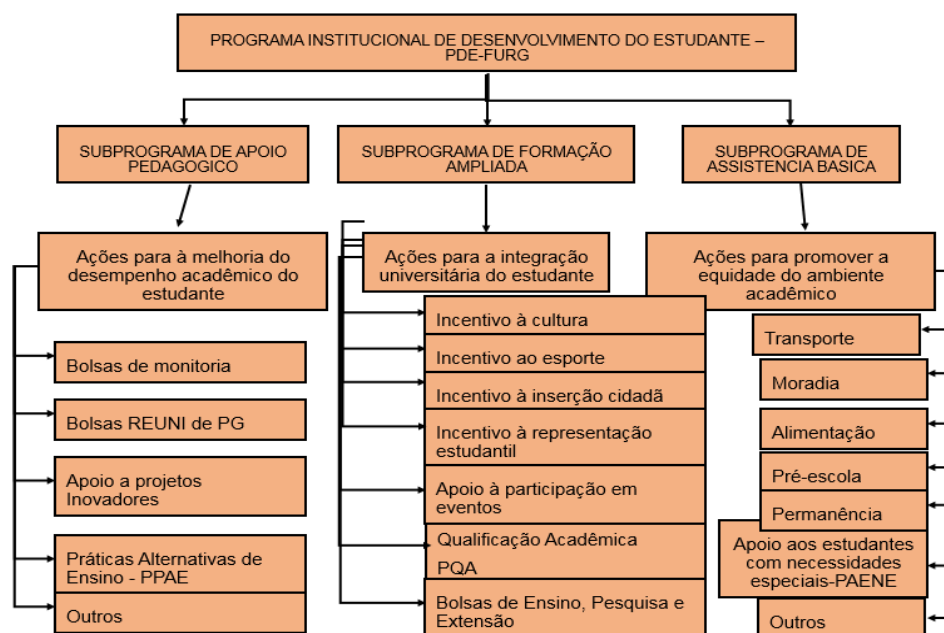 PROGRAMA INSTITUCIONAL DE DESENVOLVIMENTO DO ESTUDANTE –
PDE-FURG
SUBPROGRAMA DE APOIO
PEDAGOGICO
Ações para à melhoria do
desempenho acadêmico do
estudante
Bolsas de monitoria
Bolsas REUNI de PG
Apoio a projetos
Inovadores
Práticas Alternativas de
Ensino - PPAE
Outros
SUBPROGRAMA DE FORMAÇÃO
AMPLIADA
Ações para a integração
universitária do estudante
Incentivo à cultura
Incentivo ao esporte
Incentivo à inserção cidadã
Incentivo à representação
estudantil
Apoio à participação em
eventos
Qualificação Acadêmica
PQA
Bolsas de Ensino, Pesquisa e
Extensão
SUBPROGRAMA DE
ASSISTENCIA BASICA
Ações para promover a
equidade do ambiente
acadêmico
Transporte
Moradia
Alimentação
Pré-escola
Permanência
Apoio aos estudantes
com necessidades
especiais-PAENE
Outros